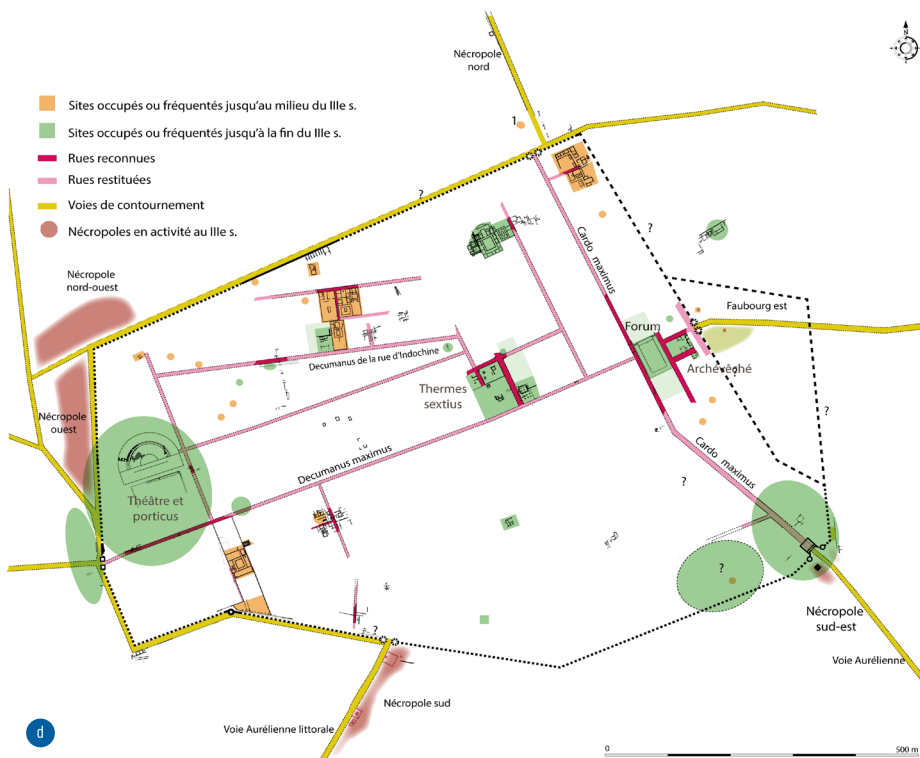 N
Nécropole
nord
1
Sites occupés ou fréquentés jusqu'au milieu du IIIe s.
Sites occupés ou fréquentés jusqu'à la fin du IIIe s.
Rues reconnues
Rues restituées
Voies de contournement
Nécropoles en activité au IIIe s.
?
?
?
Cardo maximus
Nécropole
nord-ouest
Faubourg est
Forum
Decumanus de la rue d'Indochine
1
Archevêché
?
Thermes
sextius
Nécropole
ouest
?
Cardo maximus
Decumanus maximus
?
Théâtre et
porticus
?
Nécropole
sud-est
?
Voie Aurélienne
Nécropole sud
Voie Aurélienne littorale
d
0
500 m